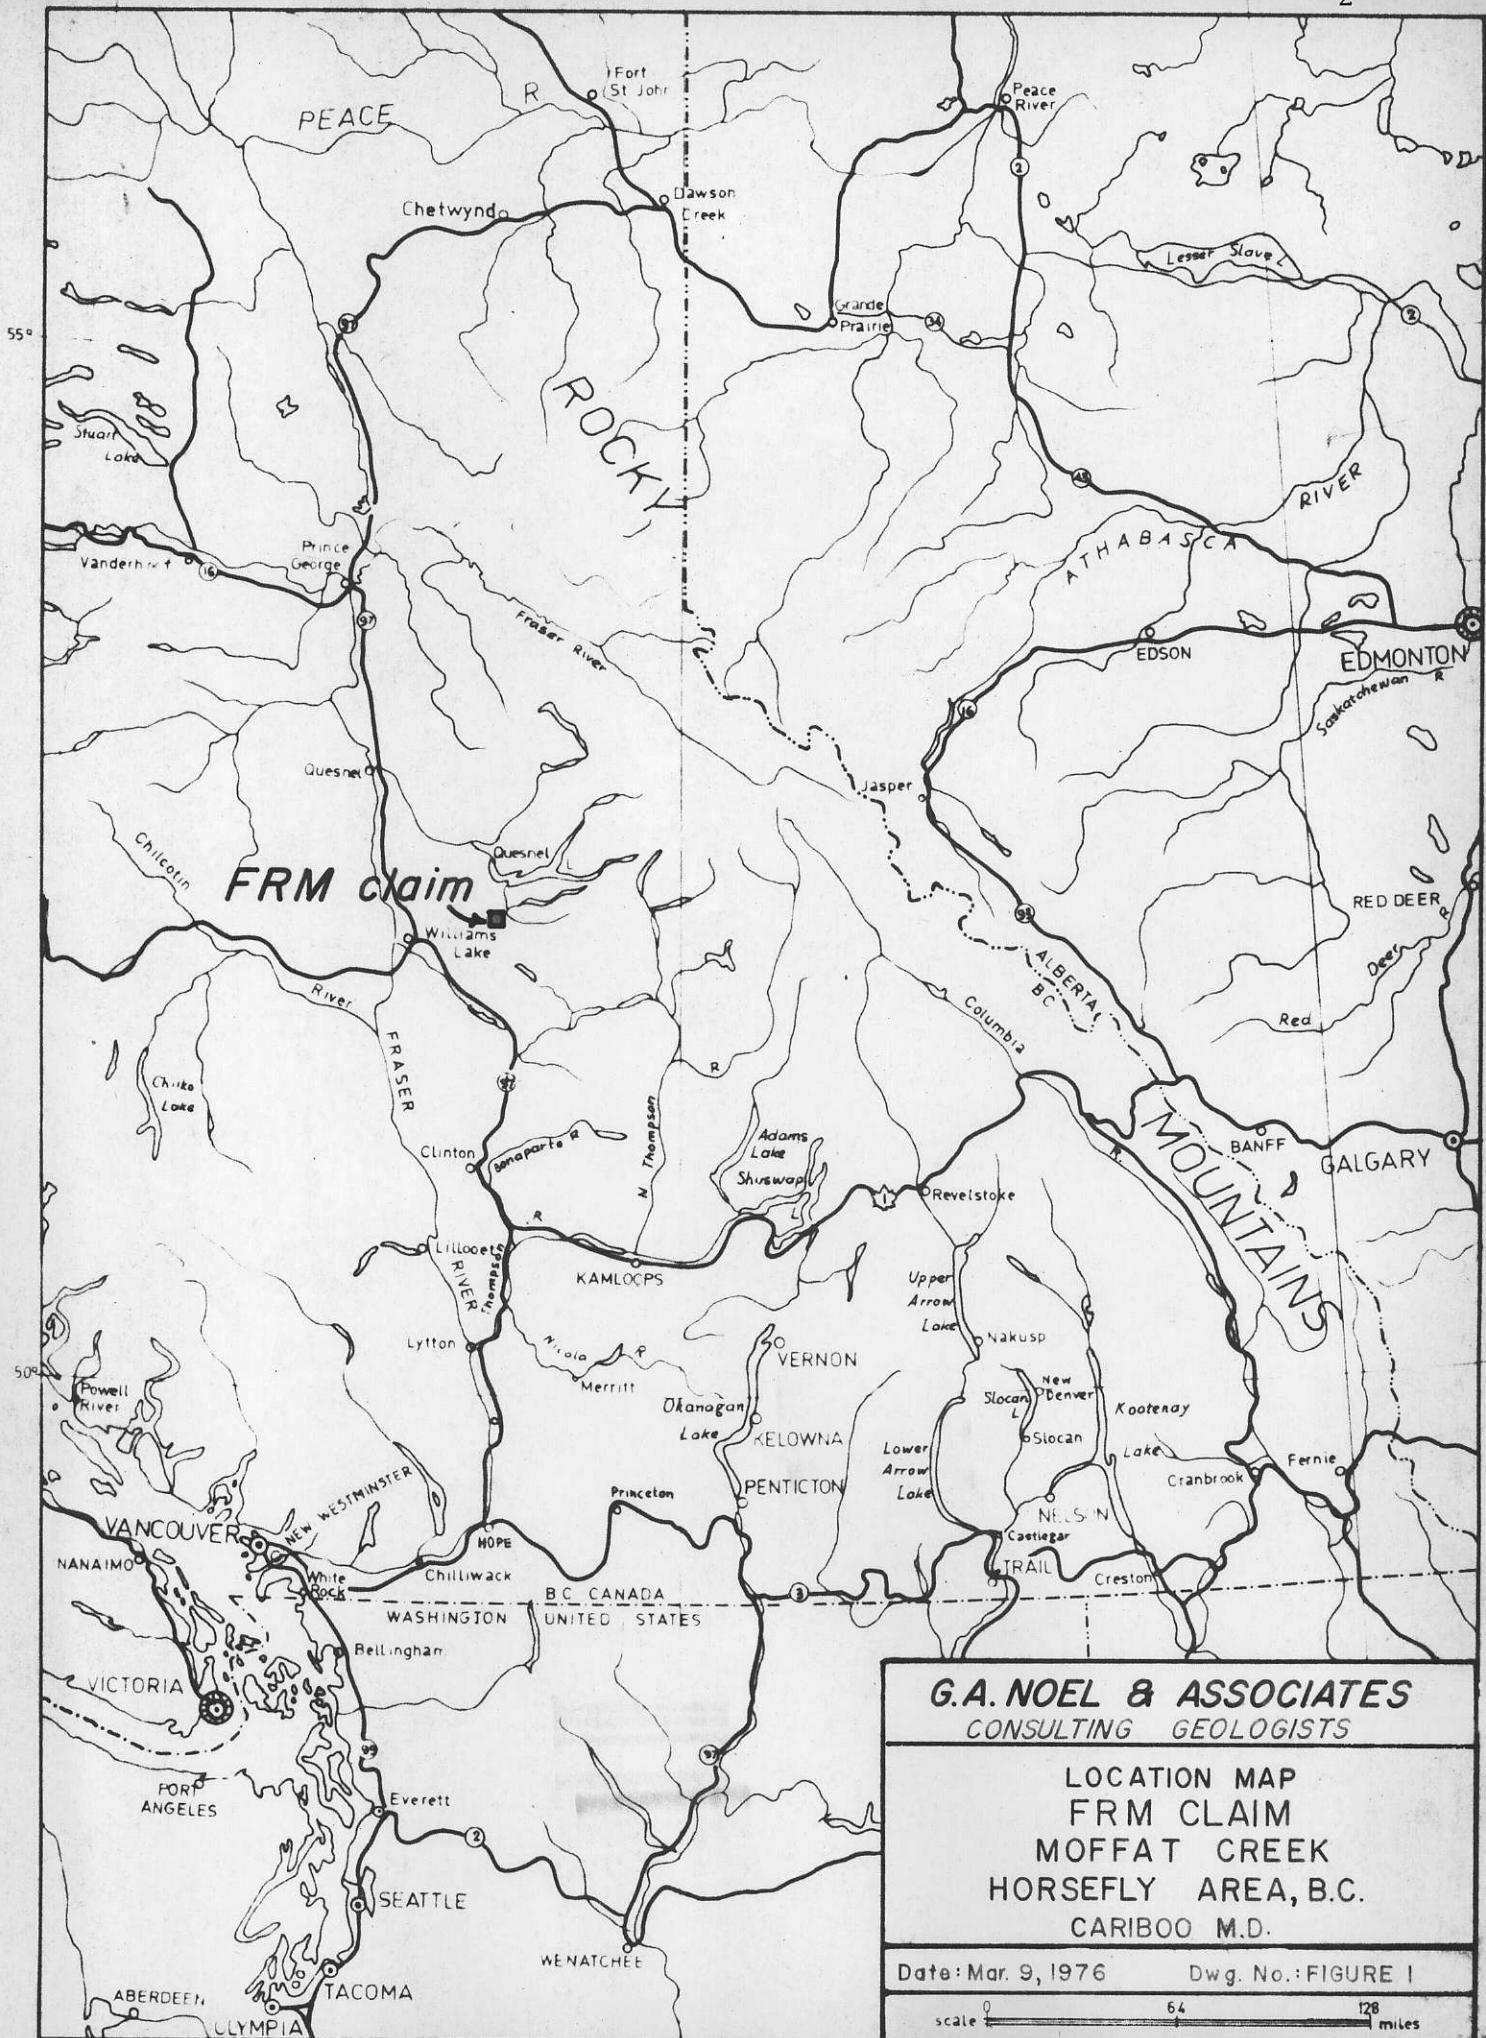 2
PEACE
R
Fort
St John
Peace
River
2
Chetwynd
Dawson
Creek
Lesser Slave L
55°
97
Grande
Prairie
34
2
ROCKY
Stuart
Lake
43
RIVER
ATHABASCA
Prince
George
Vanderhoof
16
97
Fraser River
EDSON
EDMONTON
Saskatchewan R
16
Quesnel
Jasper
Chilcotin
Quesnel
L
FRM claim
RED DEER
R
93
Williams
Lake
Deer
ALBERTA
BC
River
Columbia
Red
FRASER
R
Chilko
Lake
97
N Thompson
Adams
Lake
Clinton
Bonaparte R
MOUNTAINS
BANFF
CALGARY
R.
Shuswap
L
1
Revelstoke
R
Lillooet
RIVER
Thompson
KAMLOOPS
Upper
Arrow
Lake
Lytton
Nicola R
Nakusp
VERNON
50°
Powell
River
Merritt
New
Denver
Slocan
L
Okanagan
Lake
Kootenay
Lake
KELOWNA
Slocan
Lower
Arrow
Lake
Fernie
Cranbrook
NEW WESTMINSTER
PENTICTON
Princeton
NELSON
VANCOUVER
HOPE
Castlegar
NANAIMO
Chilliwack
TRAIL
Creston
White
Rock
BC CANADA
3
WASHINGTON
UNITED STATES
Bellingham
VICTORIA
G.A. NOEL & ASSOCIATES
CONSULTING GEOLOGISTS
99
97
PORT
ANGELES
Everett
2
LOCATION MAP
FRM CLAIM
MOFFAT CREEK
HORSEFLY AREA, B.C.
CARIBOO M.D.
SEATTLE
WENATCHEE
TACOMA
ABERDEEN
OLYMPIA
Date: Mar. 9, 1976 Dwg. No.: FIGURE 1
0 64 128
scale miles